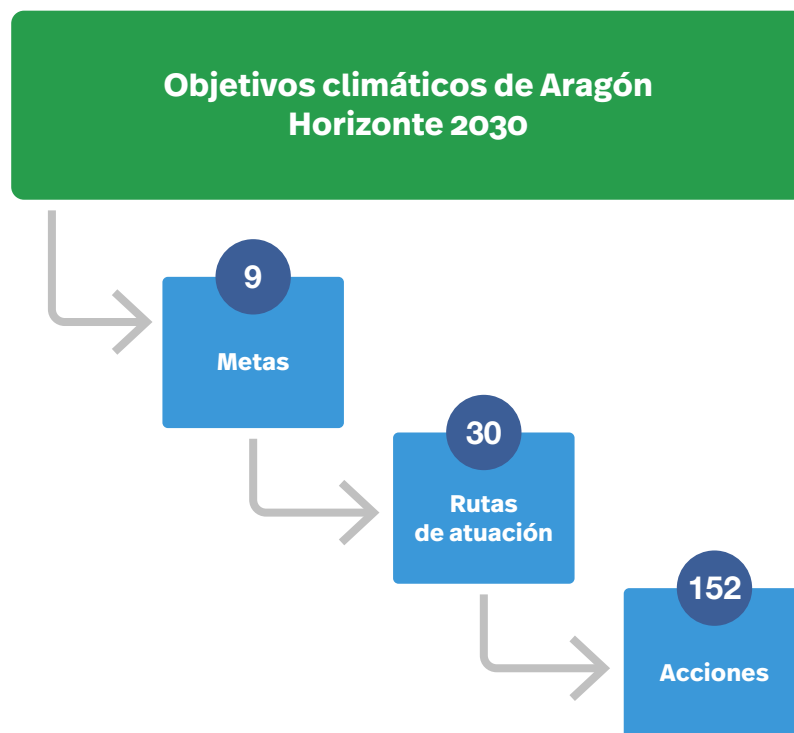 Objetivos climáticos de Aragón
Horizonte 2030
9
Metas
30
Rutas
de atuación
152
Acciones